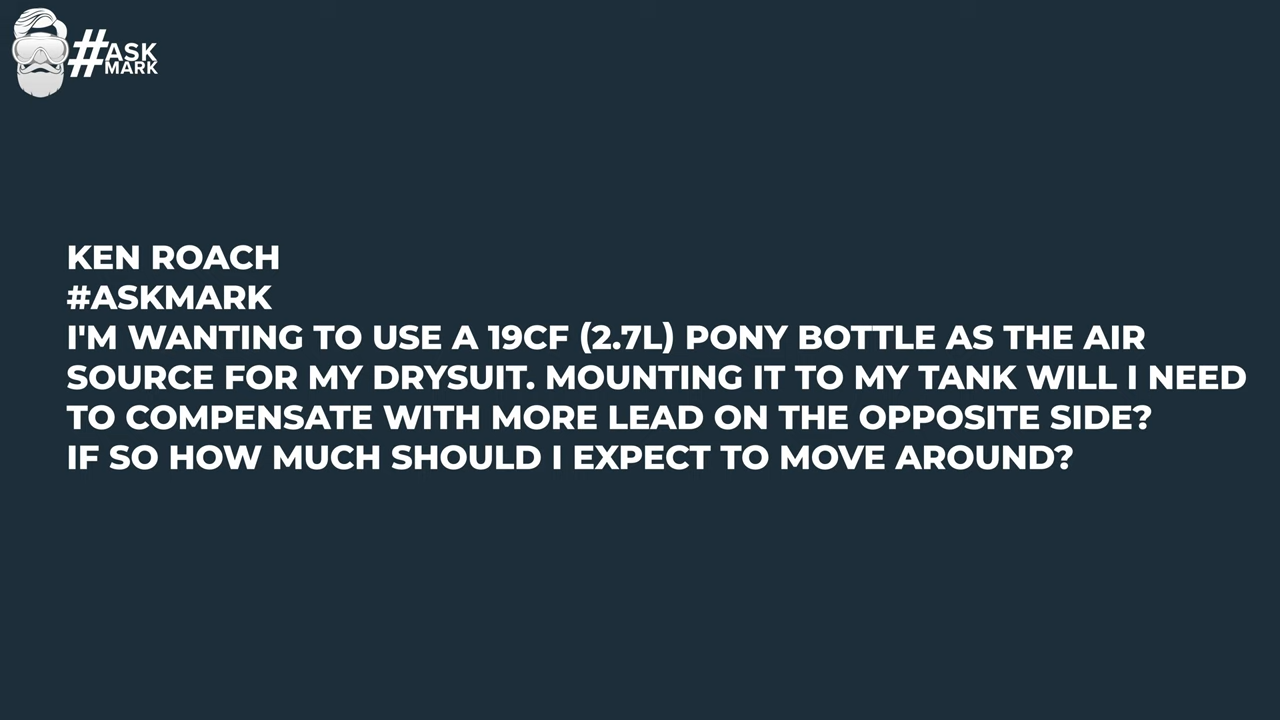 #ASK
MARK
KEN ROACH
#ASKMARK
I'M WANTING TO USE A 19CF (2.7L) PONY BOTTLE AS THE AIR
SOURCE FOR MY DRYSUIT. MOUNTING IT TO MY TANK WILL I NEED
TO COMPENSATE WITH MORE LEAD ON THE OPPOSITE SIDE?
IF SO HOW MUCH SHOULD I EXPECT TO MOVE AROUND?